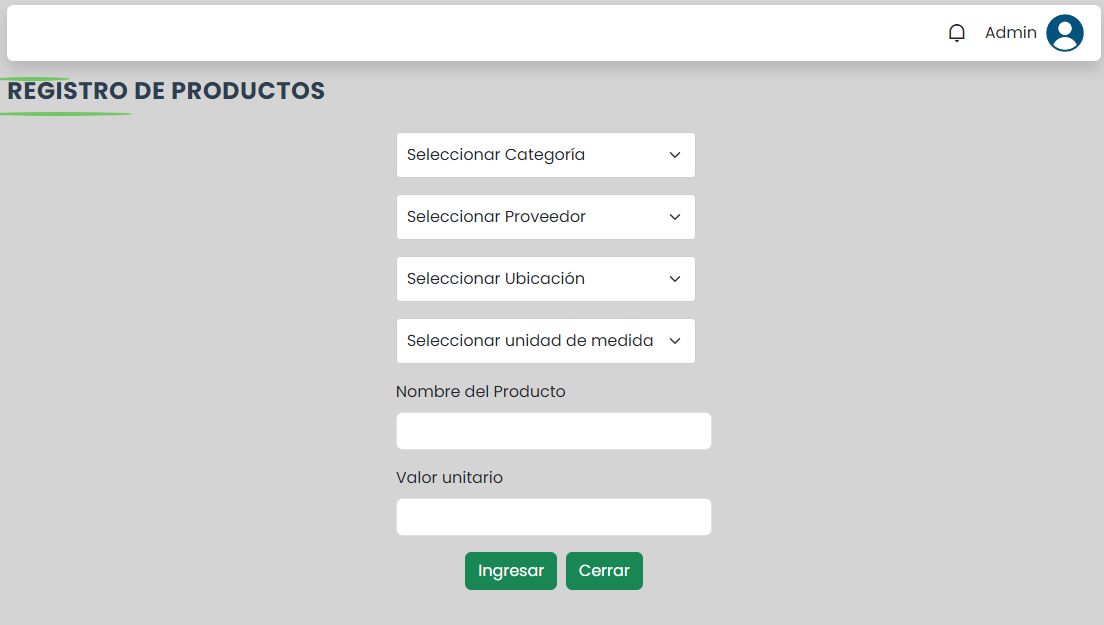 Admin
REGISTRO DE PRODUCTOS
Seleccionar Categoría
Seleccionar Proveedor
Seleccionar Ubicación
Seleccionar unidad de medida
Nombre del Producto
Valor unitario
Ingresar Cerrar